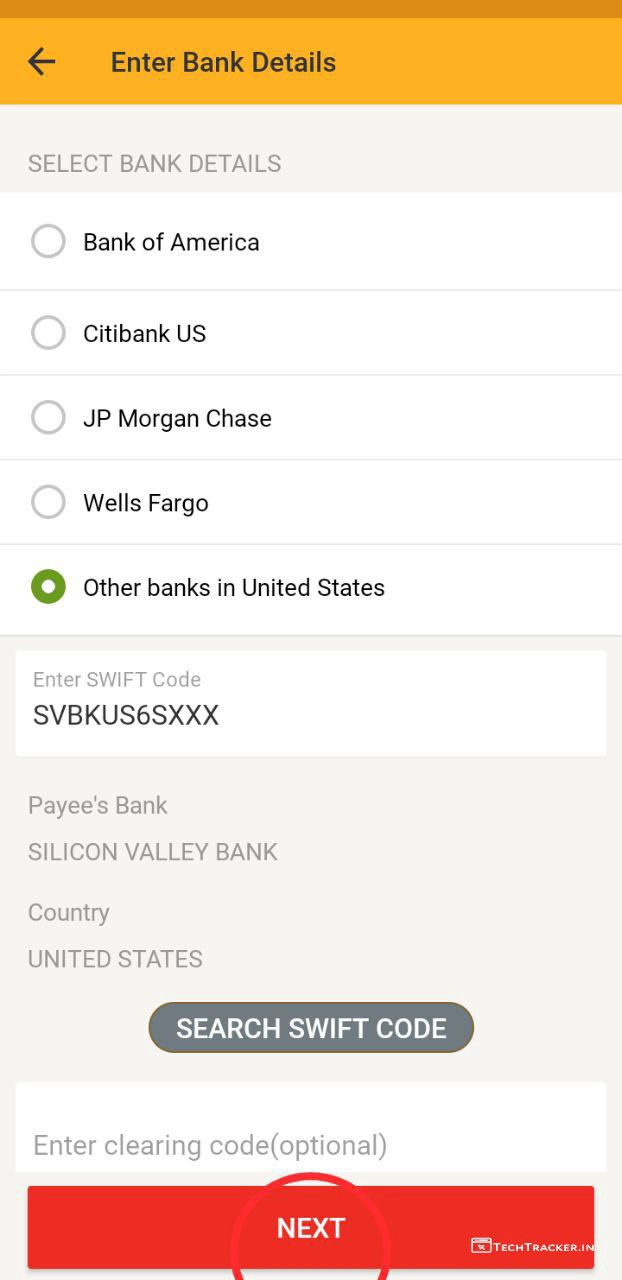 Enter Bank Details
SELECT BANK DETAILS
Bank of America
Citibank US
JP Morgan Chase
Wells Fargo
Other banks in United States
Enter SWIFT Code
SVBKUS6SXXX
Payee's Bank
SILICON VALLEY BANK
Country
UNITED STATES
SEARCH SWIFT CODE
Enter clearing code(optional)
NEXT
TECHTRACKER.IN